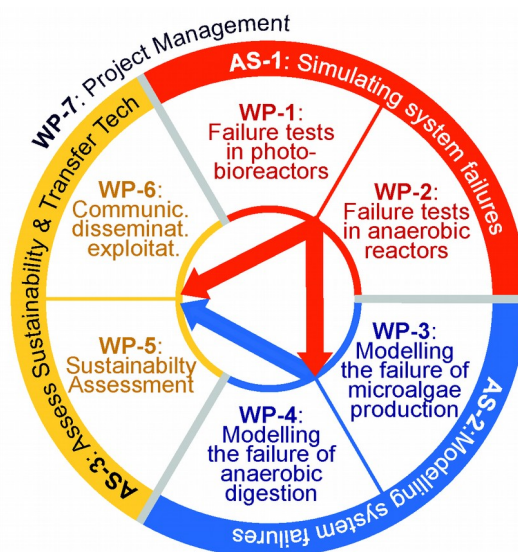 WP-7: Project Management
AS-1: Simulating system failures
WP-1:
Failure tests
in photo-
bioreactors
WP-2:
Failure tests
in anaerobic
reactors
WP-3:
Modelling
the failure of
microalgae
production
AS-2:Modelling system failures
WP-4:
Modelling
the failure of
anaerobic
digestion
WP-5:
Sustainabilty
Assessment
WP-6:
Communic.
disseminat.
exploitat.
AS-3: Assess Sustainability & Transfer Tech